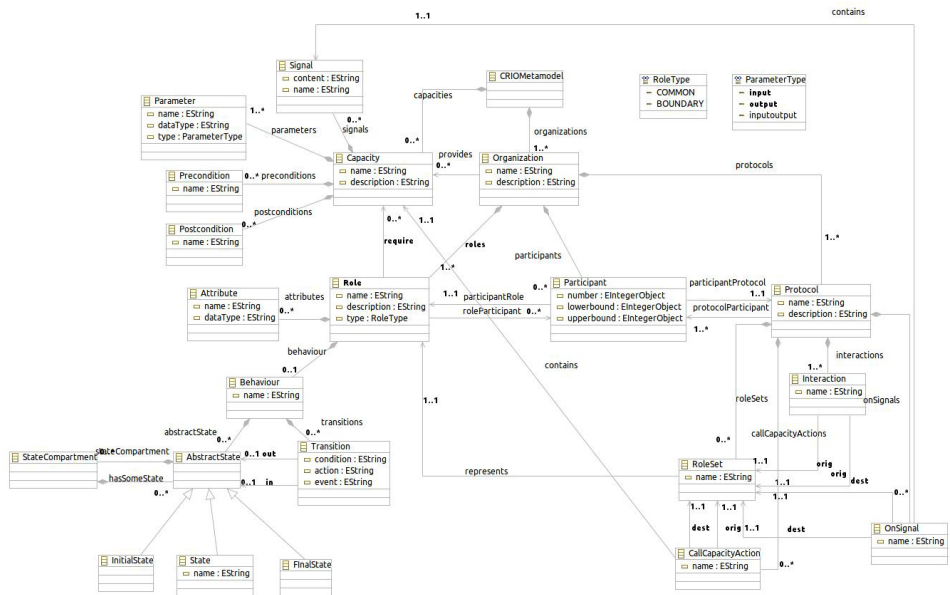 contains
1..1
Signal
content : EString
name : EString
CRIOMetamodel
RoleType
COMMON
BOUNDARY
ParameterType
input
output
inputoutput
capacities
Parameter
name : EString
dataType : EString
type : ParameterType
1..*
parameters
0..*
signals
organizations
0..*
1..*
provides
Capacity
name : EString
description : EString
0..*
Organization
name : EString
description : EString
protocols
Precondition
name : EString
0..* preconditions
postconditions
0..*
Postcondition
name : EString
0..*
1..1
require
roles
participants
1..*
1..*
Attribute
name : EString
dataType : EString
attributes
0..*
Role
name : EString
description : EString
type : RoleType
1..1
participantRole
0..*
roleParticipant
0..*
Participant
number : EIntegerObject
lowerbound : EIntegerObject
upperbound : EIntegerObject
participantProtocol
1..1
protocolParticipant
1..*
Protocol
name : EString
description : EString
behaviour
0..1
interactions
1..*
contains
Behaviour
name : EString
1..1
roleSets
Interaction
name : EString
onSignals
abstractState
0..*
transitions
0..*
callCapacityActions
StateCompartment
0..*
stateCompartment
AbstractState
0..1 out
Transition
condition : EString
action : EString
event : EString
hasSomeState
0..*
0..1 in
represents
0..*
RoleSet
name : EString
1..1
orig
orig
1..1
dest
1..1
0..*
1..1
1..1
dest
orig
1..1
dest
OnSignal
name : EString
InitialState
State
name : EString
FInalState
CallCapacityAction
name : EString
0..*